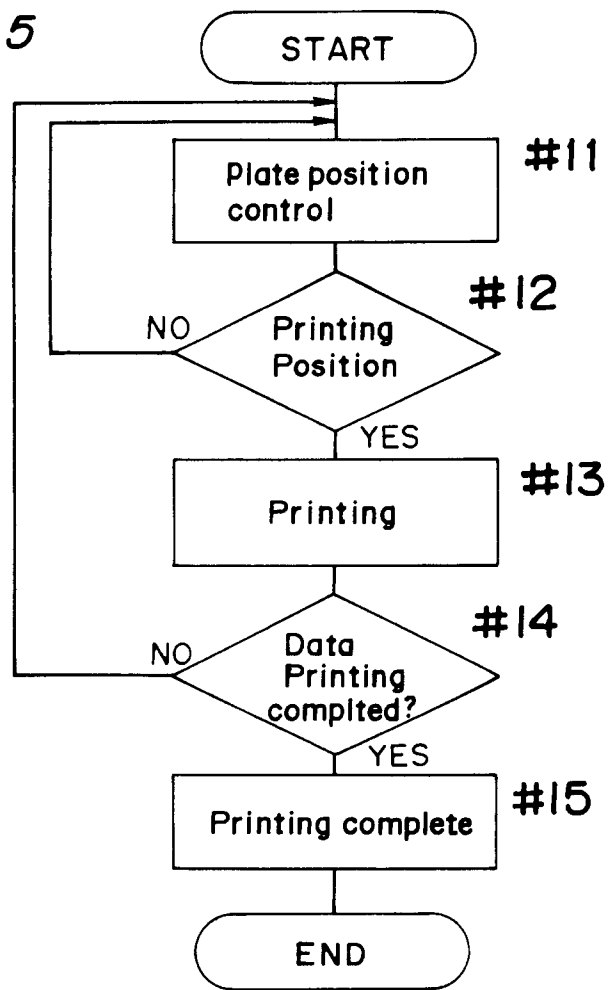 5
START
#11
Plate position
control
#12
NO
Printing
Position
YES
#13
Printing
#14
NO
Data
Printing
complted?
YES
#15
Printing complete
END